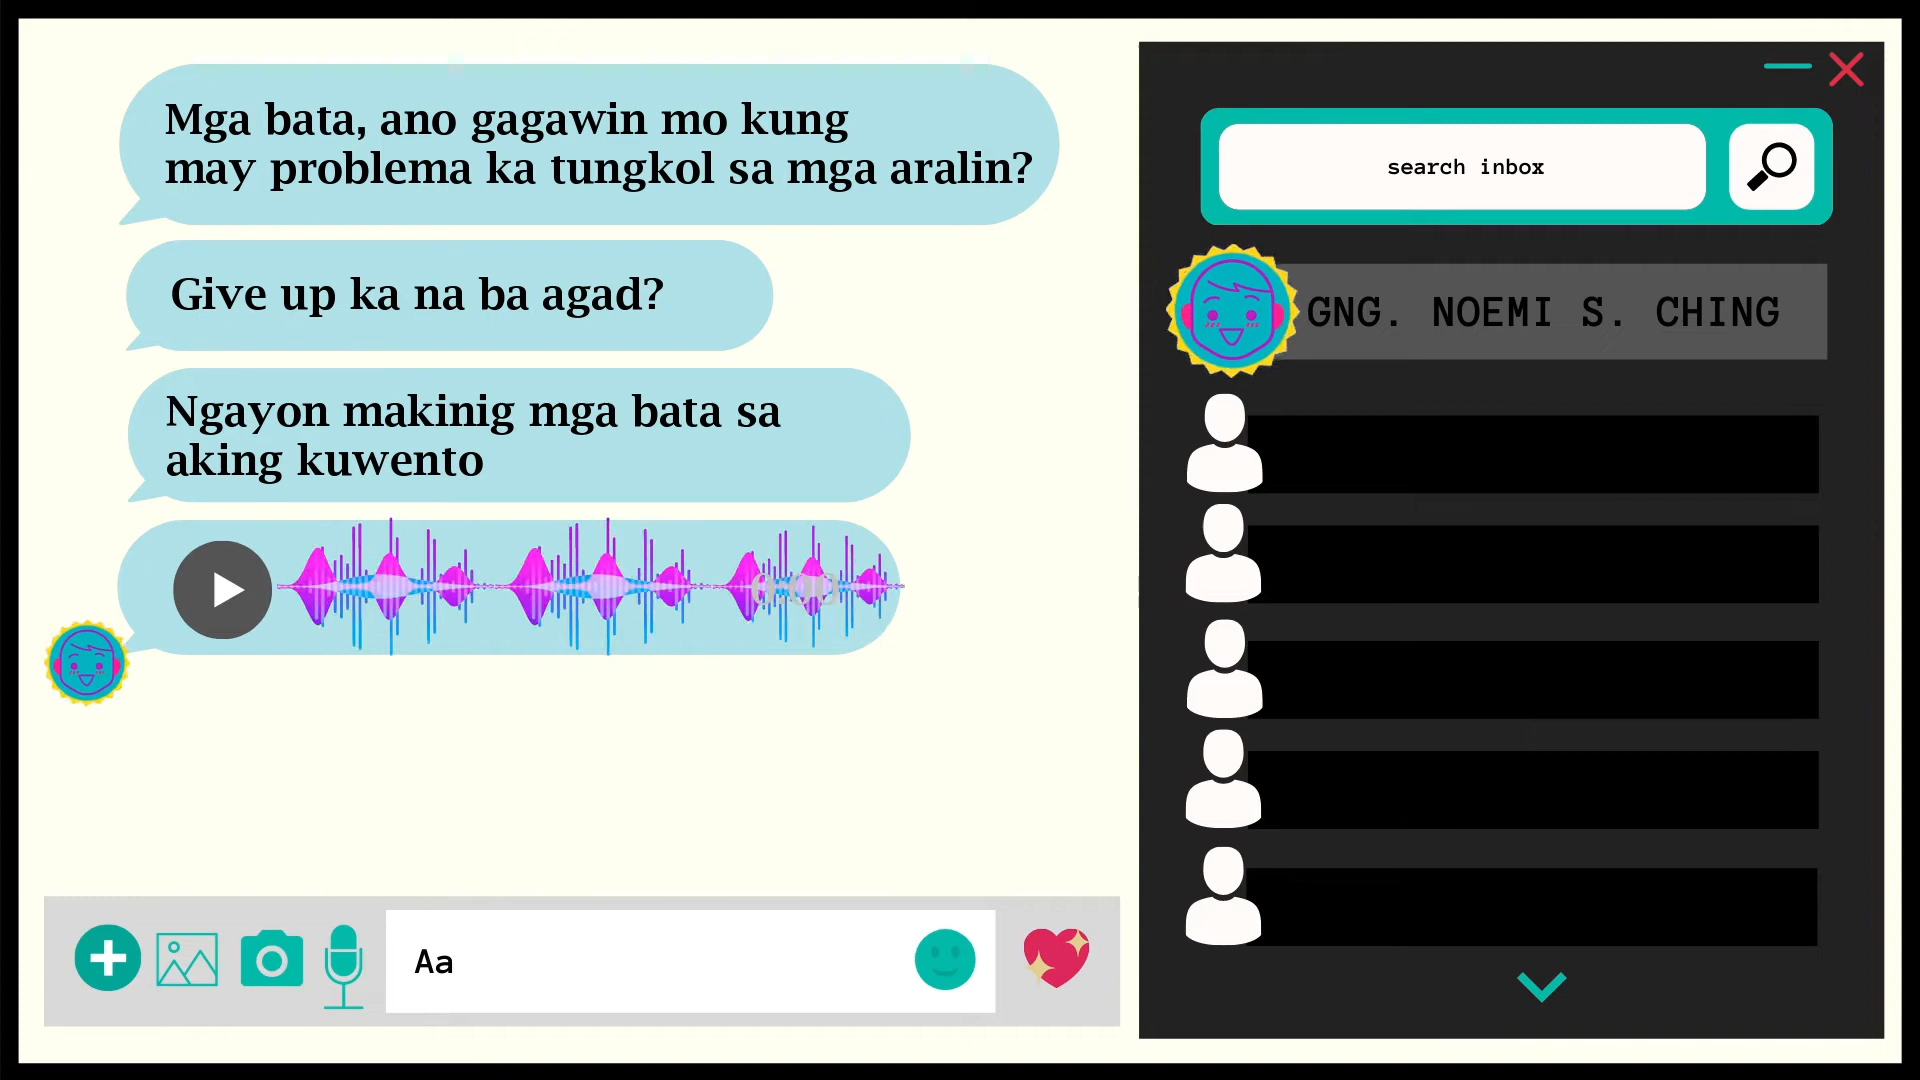 Mga bata, ano gagawin mo kung
may problema ka tungkol sa mga aralin?
Give up ka na ba agad?
Ngayon makinig mga bata sa
aking kuwento
Aa
search inbox
GNG. NOEMI S. CHING